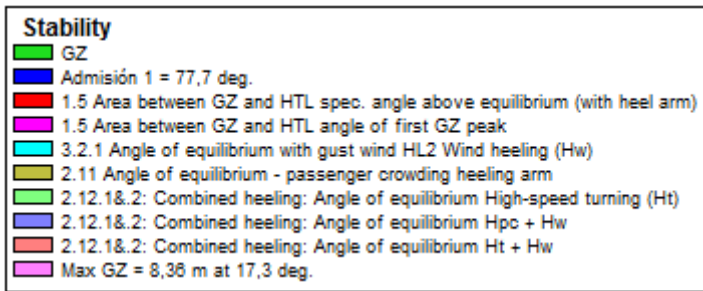 Stability
GZ
Admisión 1 = 77,7 deg.
1.5 Area between GZ and HTL spec. angle above equilibrium (with heel arm)
1.5 Area between GZ and HTL angle of first GZ peak
3.2.1 Angle of equilibrium with gust wind HL2 Wind heeling (Hw)
2.11 Angle of equilibrium - passenger crowding heeling arm
2.12.1&.2: Combined heeling: Angle of equilibrium High-speed turning (Ht)
2.12.1&.2: Combined heeling: Angle of equilibrium Hpc + Hw
2.12.1&.2: Combined heeling: Angle of equilibrium Ht + Hw
Max GZ = 8,36 m at 17,3 deg.